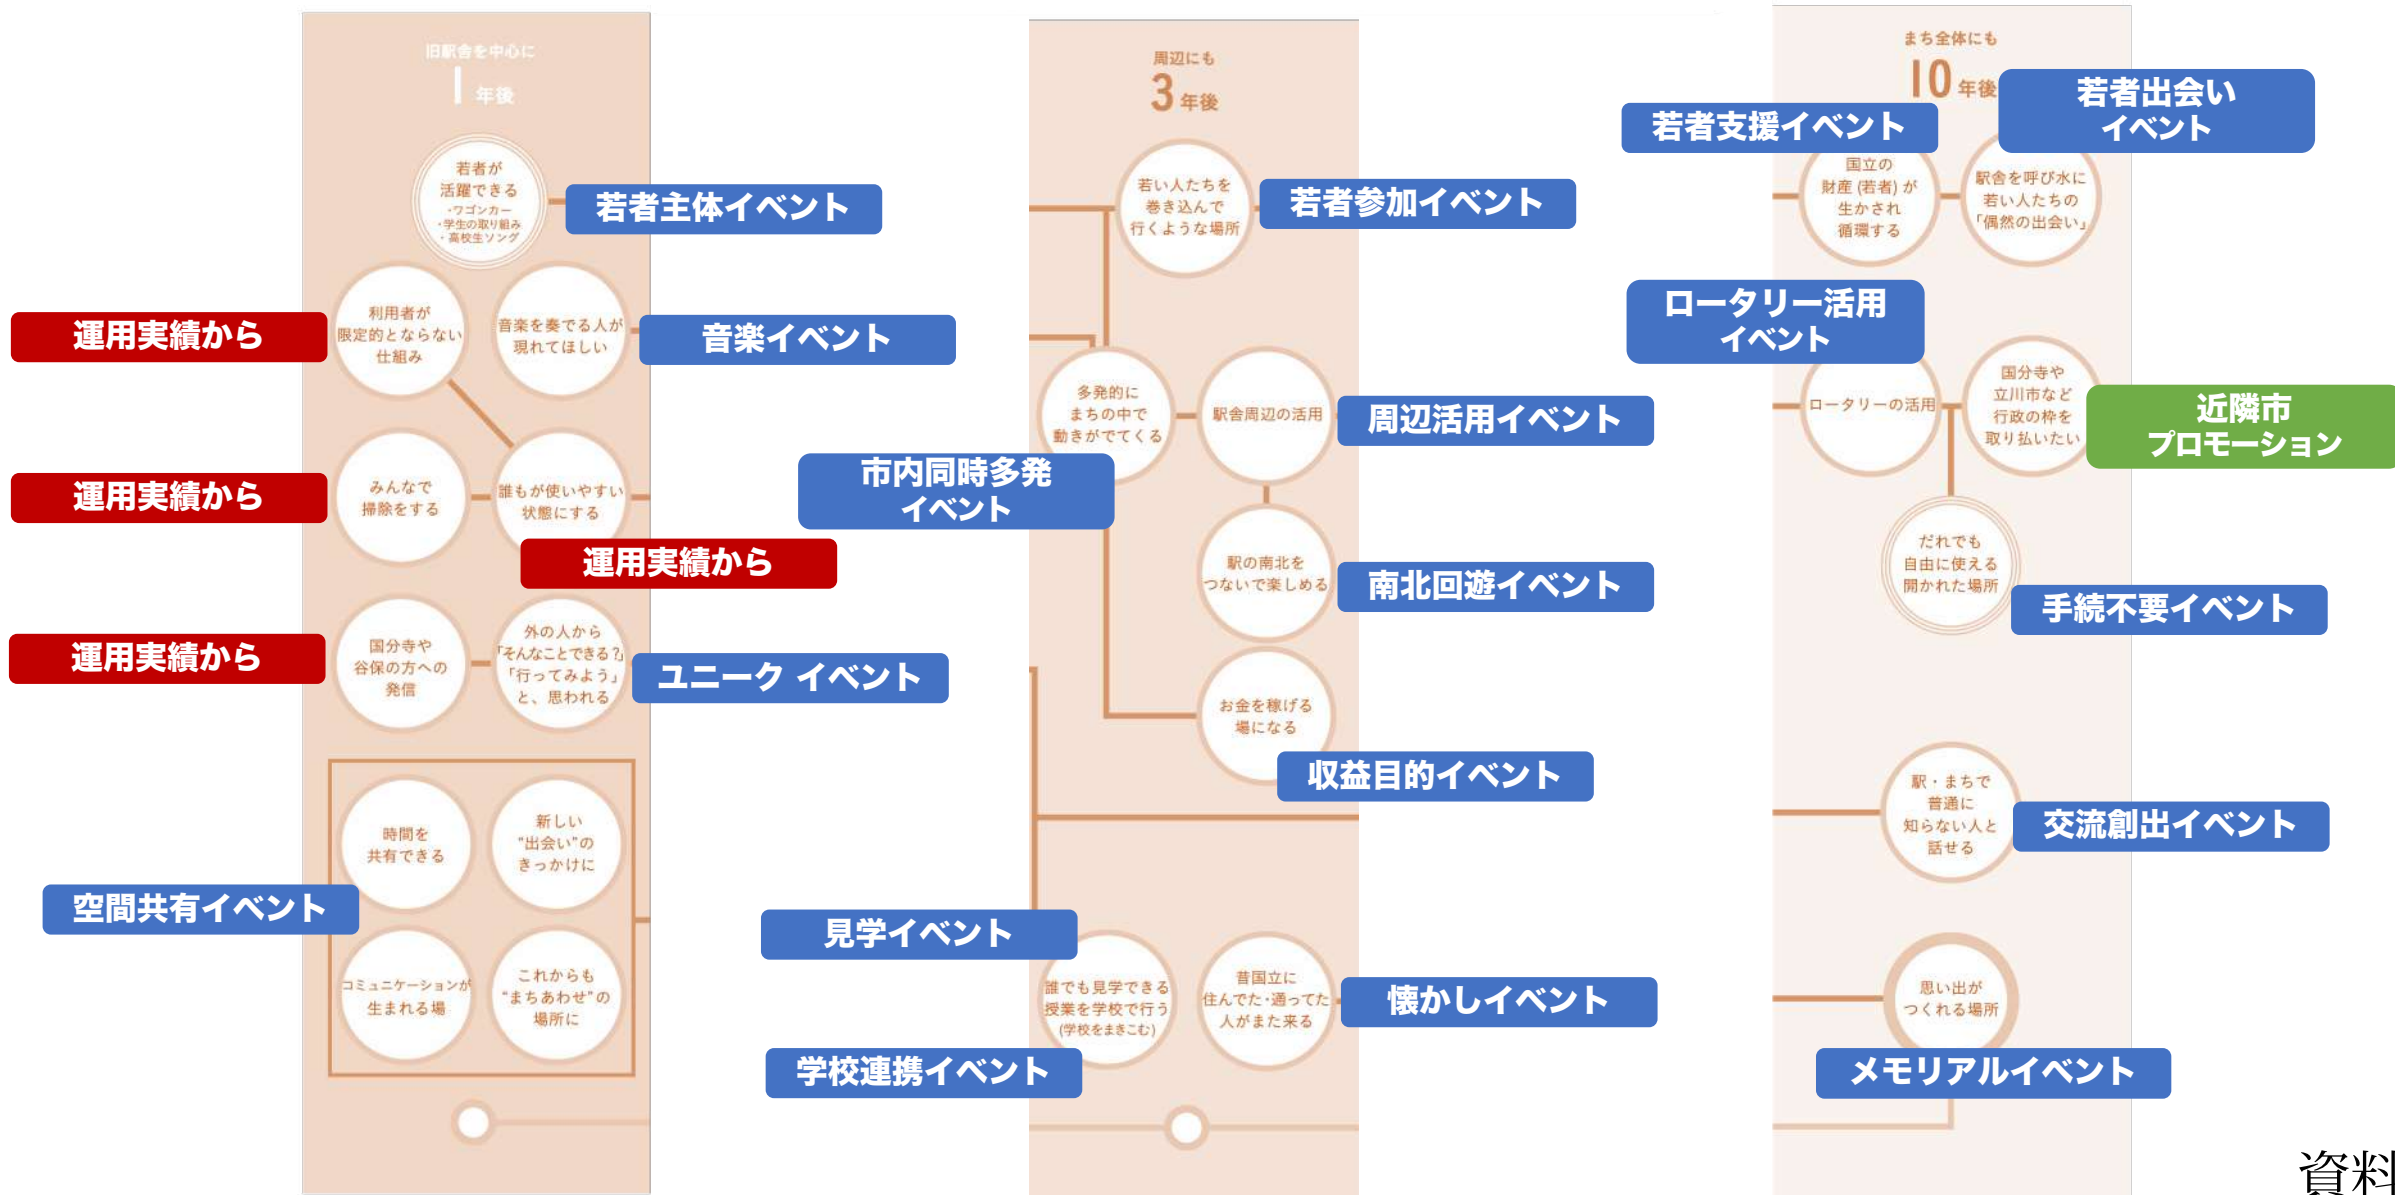 旧駅舎を中心に
1年後
若者が
活躍できる
・ワゴンカー
・学生の取り組み
・高校生ソング
若者主体イベント
運用実績から
利用者が
限定的とならない
仕組み
音楽を奏でる人が
現れてほしい
音楽イベント
運用実績から
みんなで
掃除をする
誰もが使いやすい
状態にする
運用実績から
運用実績から
国分寺や
谷保の方への
発信
外の人から
「そんなことできる?」
「行ってみよう」
と、思われる
ユニーク イベント
時間を
共有できる
新しい
"出会い"の
きっかけに
空間共有イベント
コミュニケーションが
生まれる場
これからも
"まちあわせ"の
場所に
周辺にも
3年後
若い人たちを
巻き込んで
行くような場所
若者参加イベント
多発的に
まちの中で
動きがでてくる
市内同時多発
イベント
駅舎周辺の活用
周辺活用イベント
駅の南北を
つないで楽しめる
南北回遊イベント
お金を稼げる
場になる
収益目的イベント
見学イベント
誰でも見学できる
授業を学校で行う
(学校をまきこむ)
学校連携イベント
昔国立に
住んでた・通ってた
人がまた来る
懐かしイベント
まち全体にも
10年後
若者支援イベント
国立の
財産(若者)が
生かされ
循環する
若者出会い
イベント
駅舎を呼び水に
若い人たちの
「偶然の出会い」
ロータリー活用
イベント
ロータリーの活用
国分寺や
立川市など
行政の枠を
取り払いたい
近隣市
プロモーション
だれでも
自由に使える
開かれた場所
手続不要イベント
駅・まちで
普通に
知らない人と
話せる
交流創出イベント
思い出が
つくれる場所
メモリアルイベント
資料